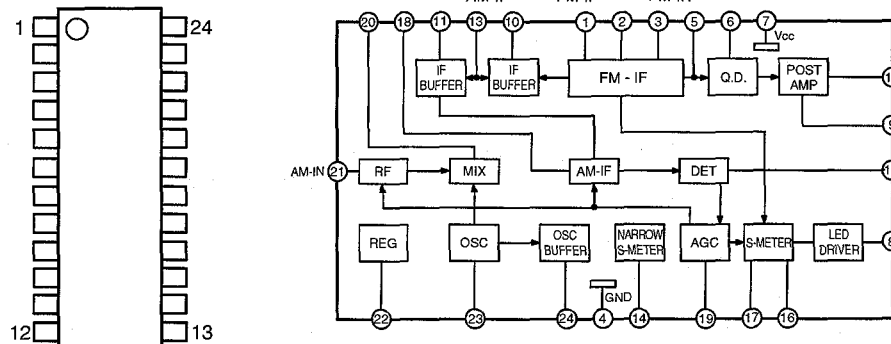 1 24
12 13
20 18 11 13 10 1 2 3 5 6 7
Vcc
IF BUFFER IF BUFFER FM - IF Q.D. POST AMP
AM-IN 21 RF MIX AM-IF DET
REG OSC OSC BUFFER NARROW S-METER AGC S-METER LED DRIVER 8
GND
22 23 24 4 14 19 17 16